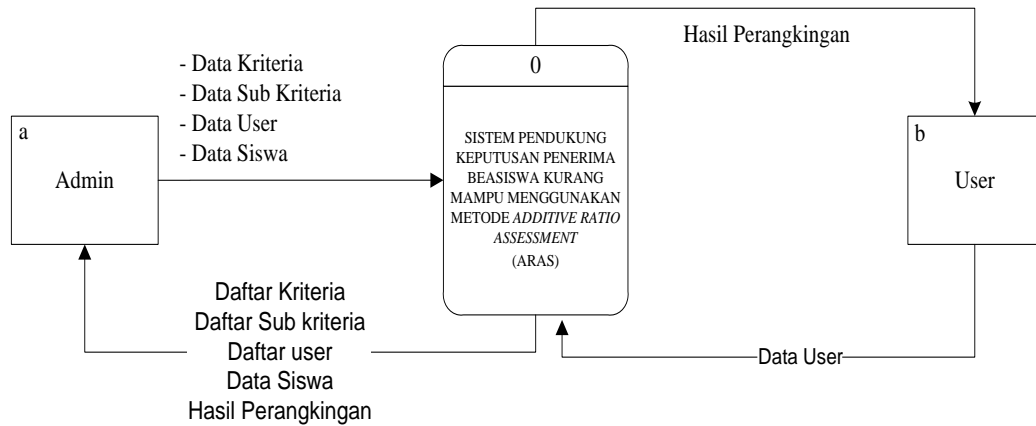 a
Admin
- Data Kriteria
- Data Sub Kriteria
- Data User
- Data Siswa
0
SISTEM PENDUKUNG
KEPUTUSAN PENERIMA
BEASISWA KURANG
MAMPU MENGGUNAKAN
METODE ADDITIVE RATIO
ASSESSMENT
(ARAS)
Hasil Perangkingan
b
User
Daftar Kriteria
Daftar Sub kriteria
Daftar user
Data Siswa
Hasil Perangkingan
Data User